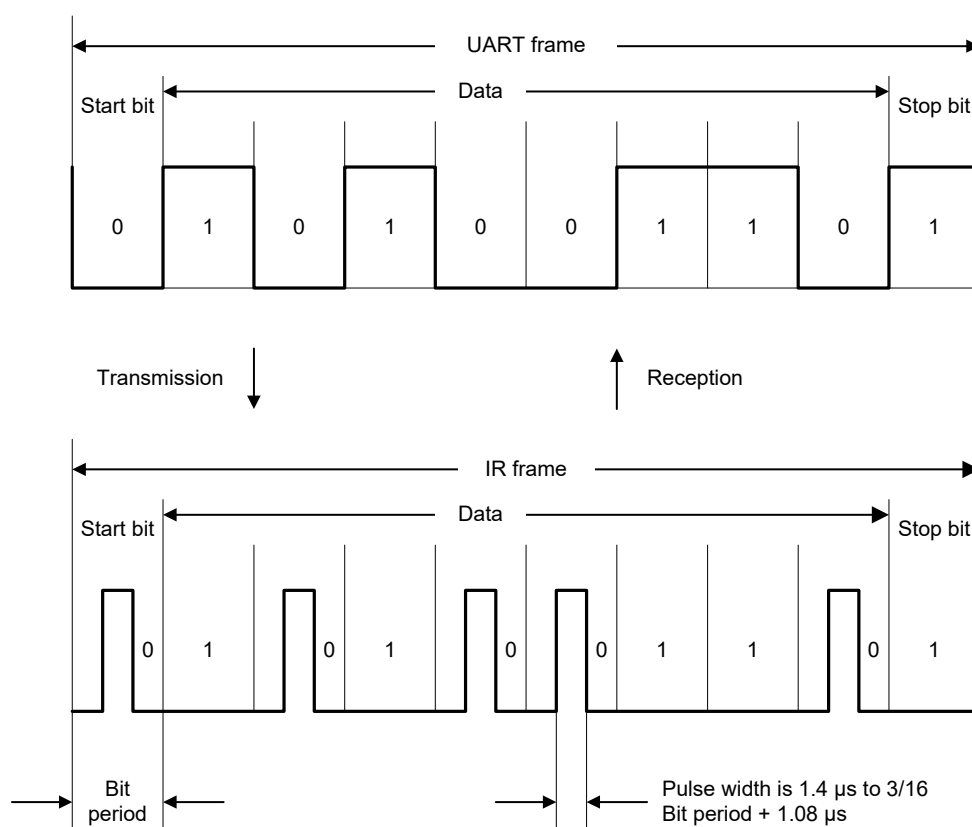 UART frame
Data
Start bit
Stop bit
0 1 0 1 0 0 1 1 0 1
Transmission
Reception
IR frame
Data
Start bit
Stop bit
0 1 0 1 0 0 1 1 0 1
Bit
period
Pulse width is 1.4 µs to 3/16
Bit period + 1.08 µs